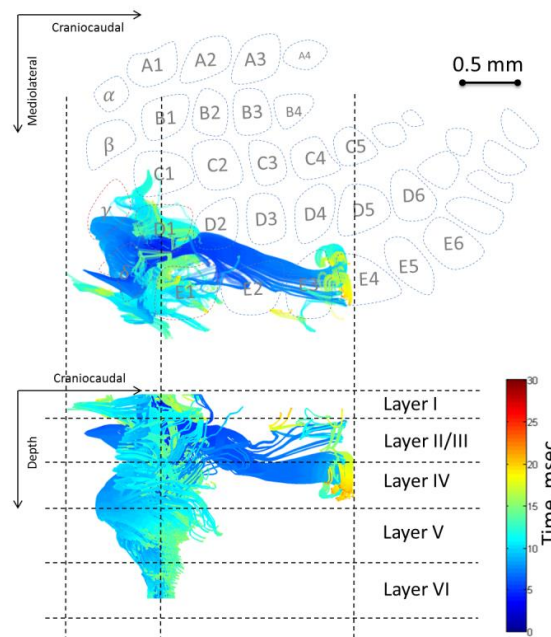 Craniocaudal
Mediolateral
A1 A2 A3 A4
α
B1 B2 B3 B4
β
C1 C2 C3 C4 C5
γ
D1 D2 D3 D4 D5 D6
E1 E2 E3 E4 E5 E6
0.5 mm
Craniocaudal
Depth
Layer I
Layer II/III
Layer IV
Layer V
Layer VI
30
25
20
15
10
5
0
Time, msec